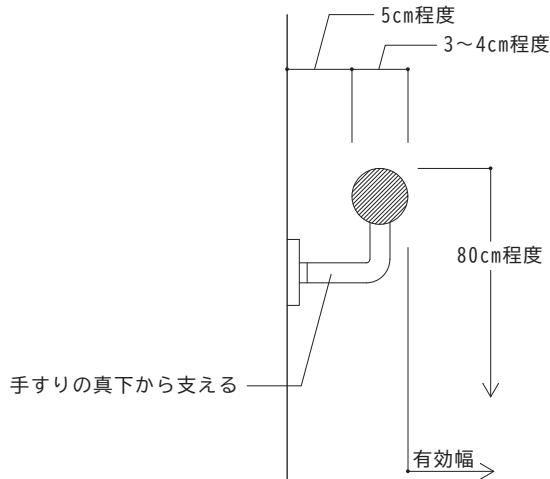 5cm程度
3～4cm程度
80cm程度
手すりの真下から支える
有効幅